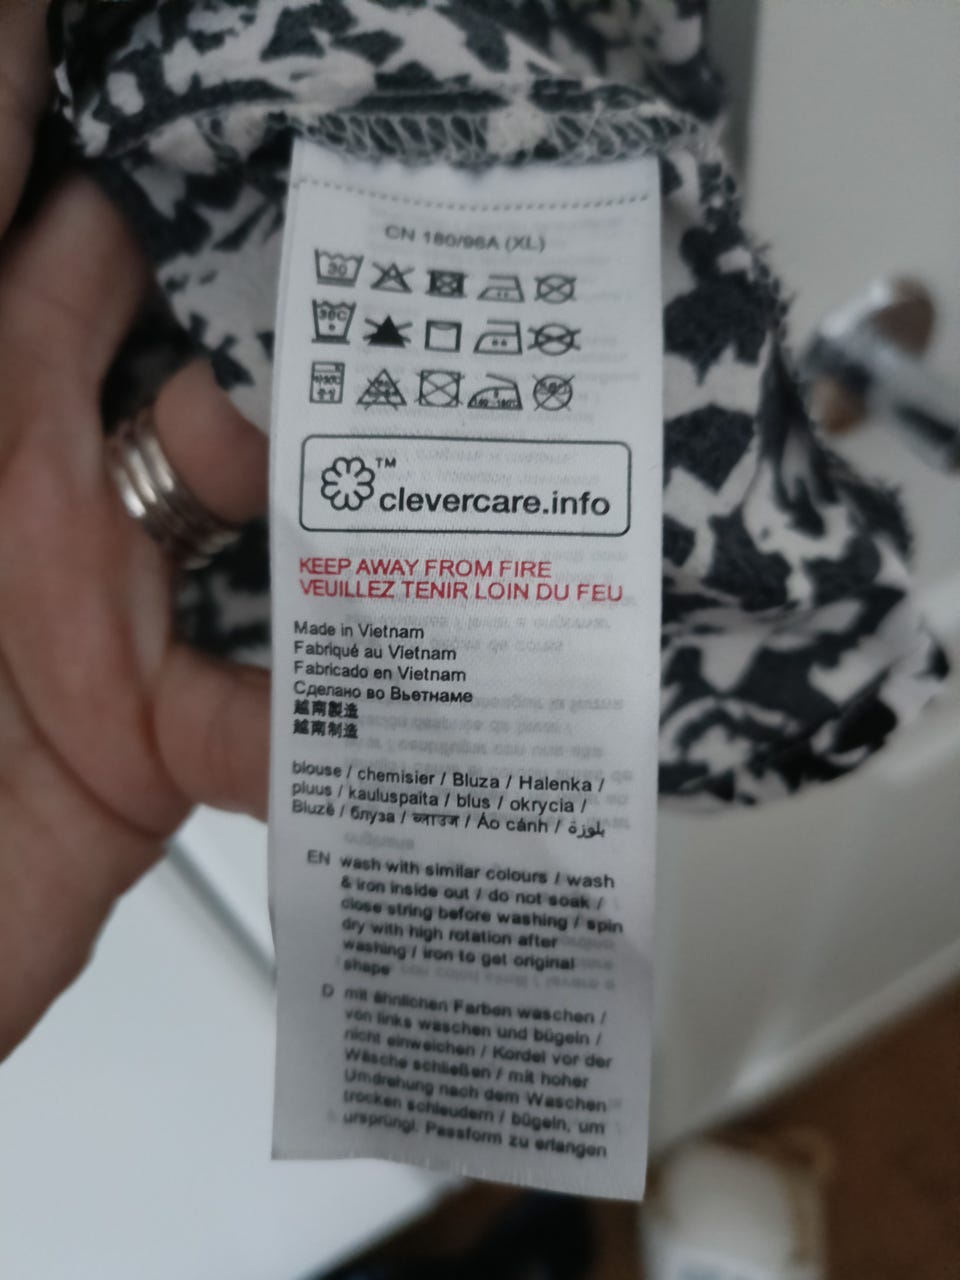 CN 180/96A (XL)
30
30C
TM
clevercare.info
KEEP AWAY FROM FIRE
VEUILLEZ TENIR LOIN DU FEU
Made in Vietnam
Fabriqué au Vietnam
Fabricado en Vietnam
Сделано во Вьетнаме
越南製造
越南制造
blouse / chemisier / Bluza / Halenka /
pluus / kauluspaita / blus / okrycia /
Bluzë / блуза / ब्लाउज / Áo cánh / بلوزة
EN wash with similar colours / wash
& iron inside out / do not soak /
close string before washing / spin
dry with high rotation after
washing / iron to get original
shape
D mit ähnlichen Farben waschen /
von links waschen und bügeln /
nicht einweichen / Kordel vor der
Wäsche schließen / mit hoher
Umdrehung nach dem Waschen
trocken schleudern / bügeln, um
ursprüngl. Passform zu erlangen